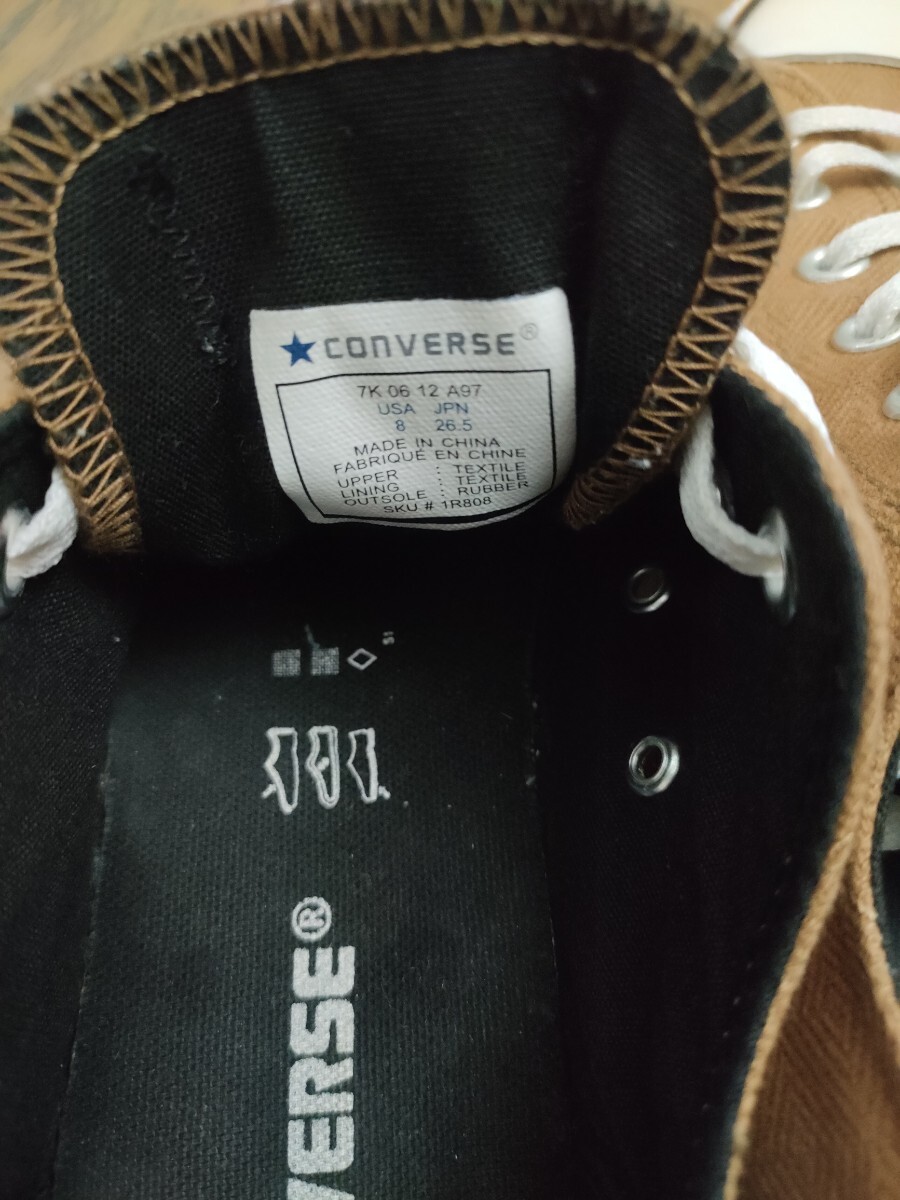 CONVERSE®
7K 06 12 A97
USA JPN
8 26.5
MADE IN CHINA
FABRIQUÉ EN CHINE
UPPER : TEXTILE
LINING : TEXTILE
OUTSOLE : RUBBER
SKU # 1R808
VERSE®